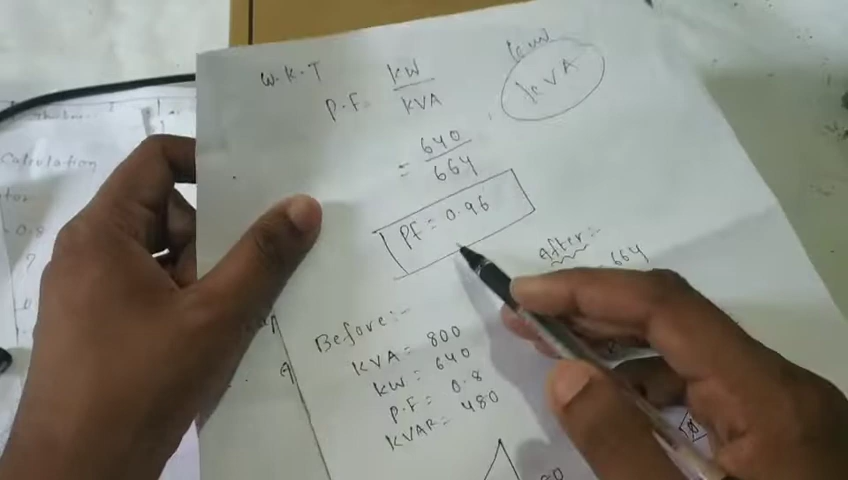 W.K.T
P.F = kW
KVA
kW
kVA
= 640
664
PF = 0.96
After:-
664
Before:-
KVA = 800
KW = 640
P.F = 0.8
KVAR = 480
Calculation